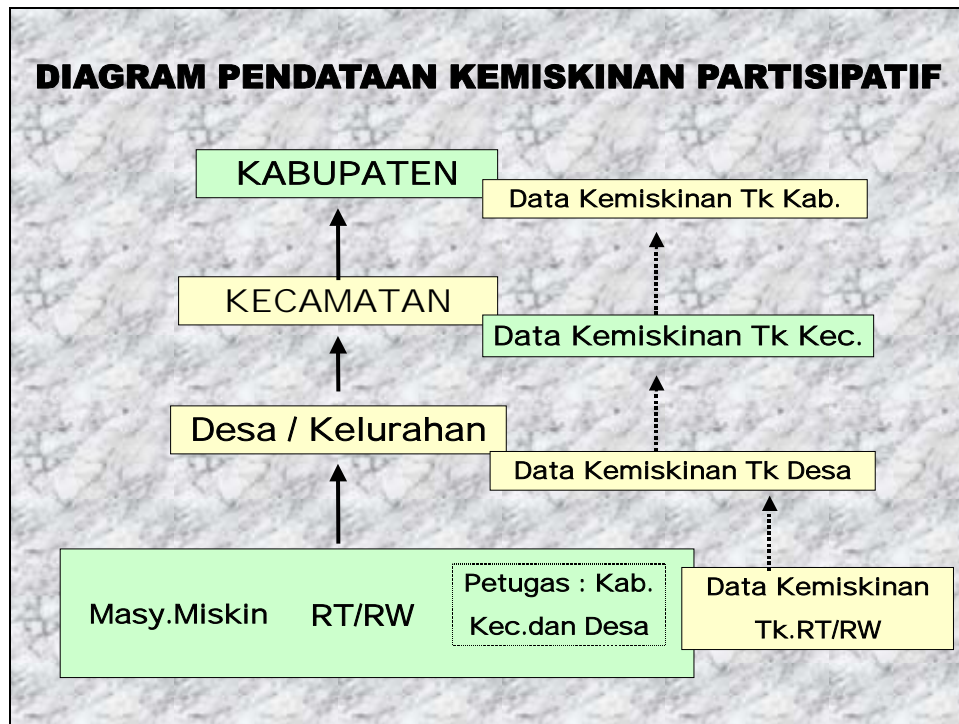 DIAGRAM PENDATAAN KEMISKINAN PARTISIPATIF
KABUPATEN
Data Kemiskinan Tk Kab.
KECAMATAN
Data Kemiskinan Tk Kec.
Desa / Kelurahan
Data Kemiskinan Tk Desa
Masy.Miskin
RT/RW
Petugas : Kab.
Kec.dan Desa
Data Kemiskinan
Tk.RT/RW